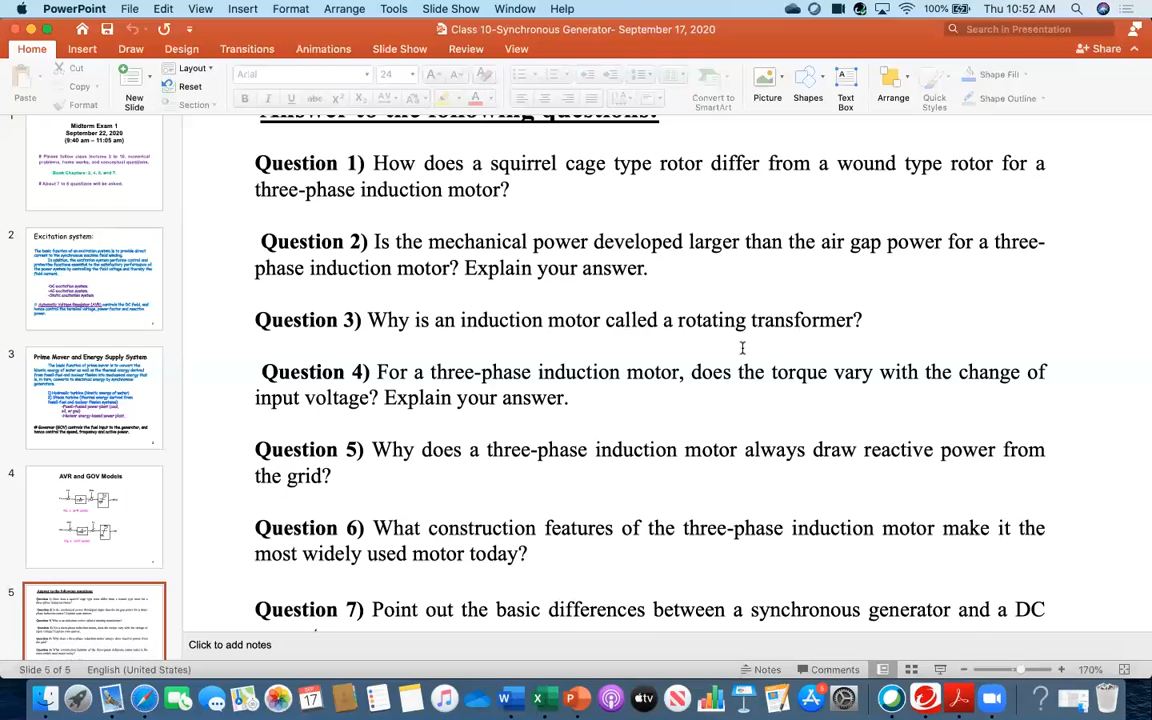 PowerPoint File Edit View Insert Format Arrange Tools Slide Show Window Help 100% Thu 10:52 AM
Class 10-Synchronous Generator- September 17, 2020
Search in Presentation
Home Insert Draw Design Transitions Animations Slide Show Review View
Share
Paste
Cut
Copy
Format
New
Slide
Layout
Reset
Section
Arial 24
Convert to
SmartArt
Picture
Shapes
Text
Box
Arrange
Quick
Styles
Shape Fill
Shape Outline
Midterm Exam 1
September 22, 2020
(9:40 am – 11:05 am)
2
Excitation system:
3
Prime Mover and Energy Supply System
4
AVR and GOV Models
5
Answer to the following questions:
Question 1) How does a squirrel cage type rotor differ from a wound type rotor for a
three-phase induction motor?
Question 2) Is the mechanical power developed larger than the air gap power for a three-
phase induction motor? Explain your answer.
Question 3) Why is an induction motor called a rotating transformer?
Question 4) For a three-phase induction motor, does the torque vary with the change of
input voltage? Explain your answer.
Question 5) Why does a three-phase induction motor always draw reactive power from
the grid?
Question 6) What construction features of the three-phase induction motor make it the
most widely used motor today?
Question 7) Point out the basic differences between a synchronous generator and a DC
Click to add notes
Slide 5 of 5 English (United States)
Notes Comments 170%